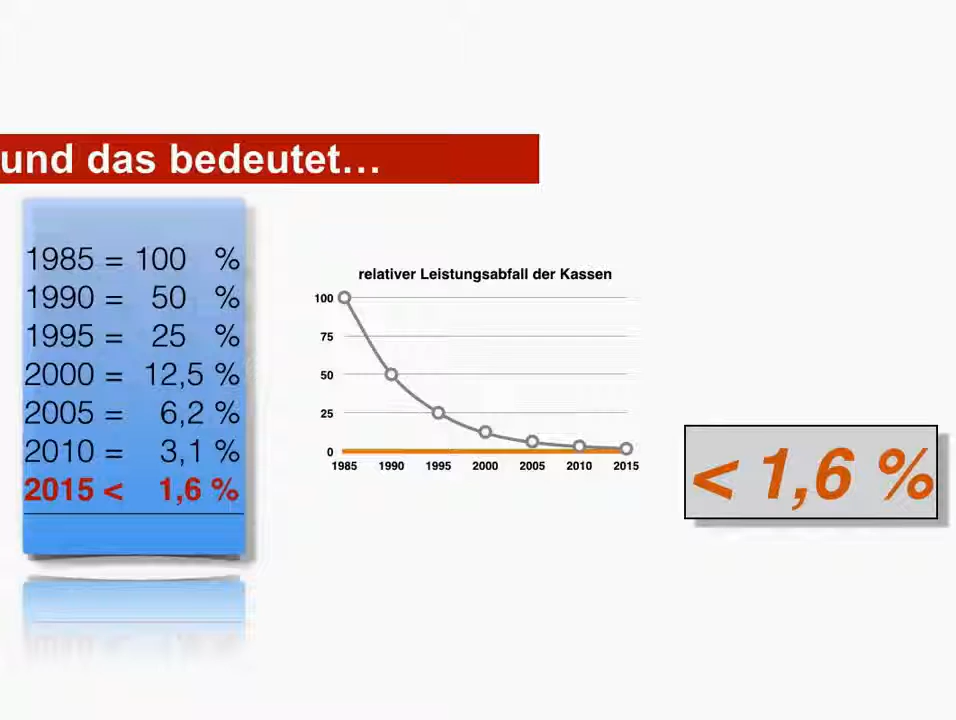 und das bedeutet...
1985 = 100 %
1990 = 50 %
1995 = 25 %
2000 = 12,5 %
2005 = 6,2 %
2010 = 3,1 %
2015 < 1,6 %
relativer Leistungsabfall der Kassen
100
75
50
25
0
1985 1990 1995 2000 2005 2010 2015
< 1,6 %